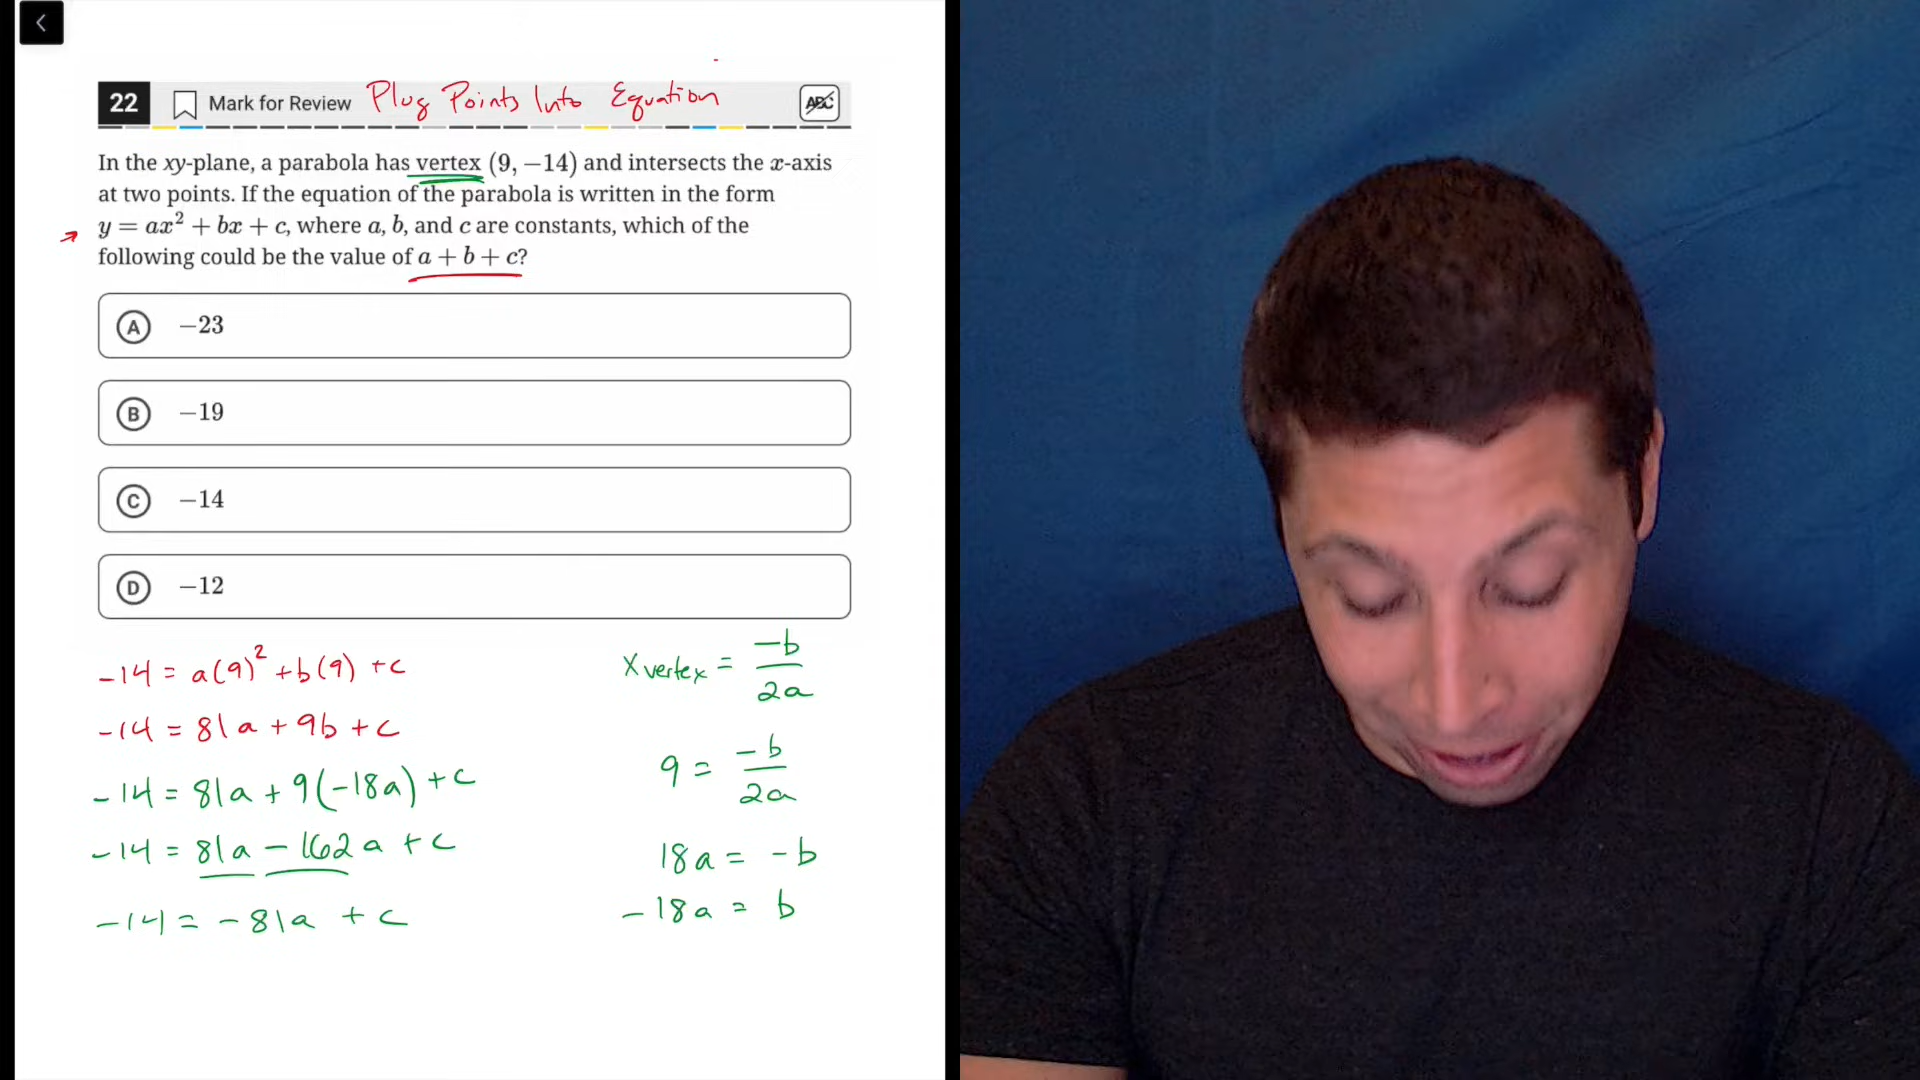 22 Mark for Review Plug Points Into Equation ABC
In the xy-plane, a parabola has vertex (9, −14) and intersects the x-axis
at two points. If the equation of the parabola is written in the form
y = ax² + bx + c, where a, b, and c are constants, which of the
following could be the value of a + b + c?
A −23
B −19
C −14
D −12
-14 = a(9)² + b(9) + c
-14 = 81a + 9b + c
-14 = 81a + 9(-18a) + c
-14 = 81a - 162a + c
-14 = -81a + c
x vertex = -b/2a
9 = -b/2a
18a = -b
-18a = b